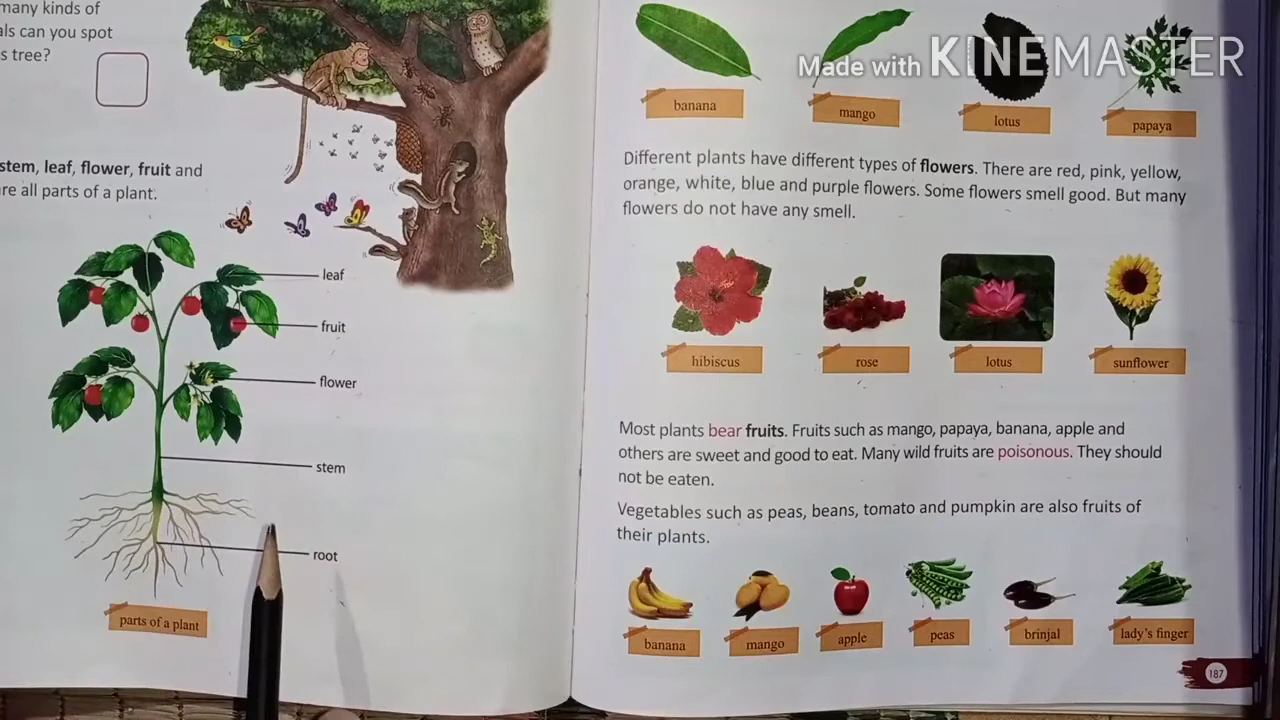 many kinds of
als can you spot
s tree?
stem, leaf, flower, fruit and
re all parts of a plant.
leaf
fruit
flower
stem
root
parts of a plant
Made with KINEMASTER
banana
mango
lotus
papaya
Different plants have different types of flowers. There are red, pink, yellow,
orange, white, blue and purple flowers. Some flowers smell good. But many
flowers do not have any smell.
hibiscus
rose
lotus
sunflower
Most plants bear fruits. Fruits such as mango, papaya, banana, apple and
others are sweet and good to eat. Many wild fruits are poisonous. They should
not be eaten.
Vegetables such as peas, beans, tomato and pumpkin are also fruits of
their plants.
banana
mango
apple
peas
brinjal
lady's finger
187